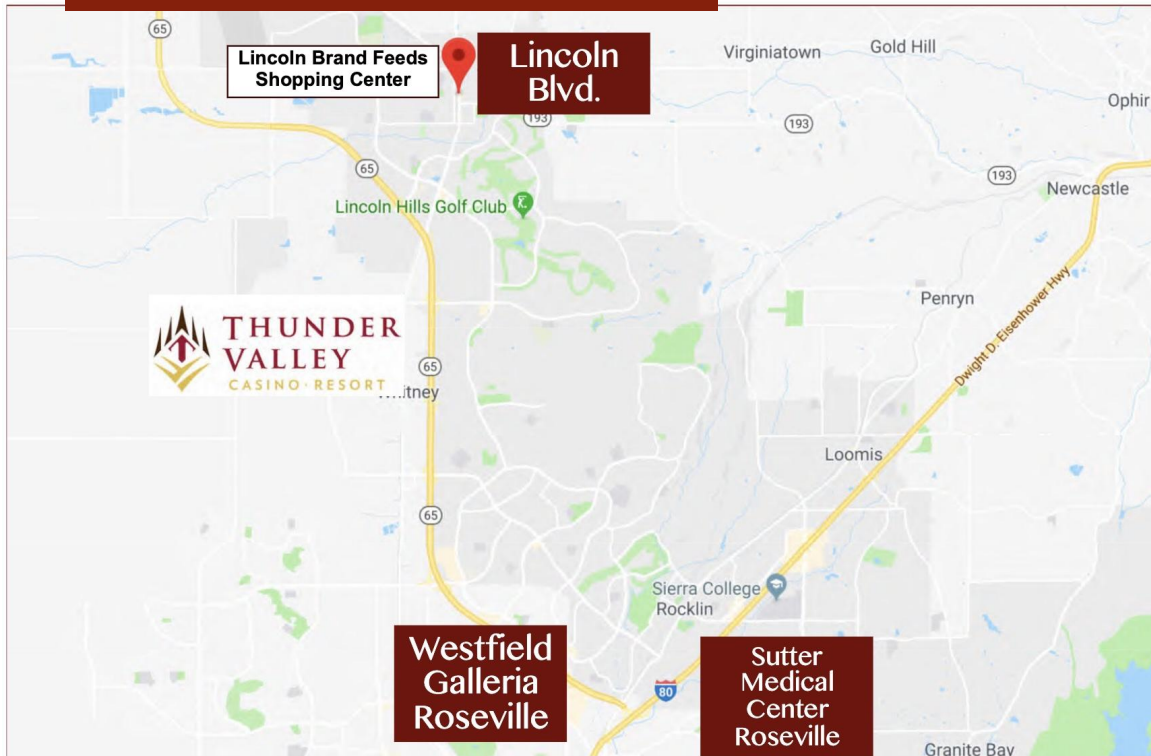 65
Lincoln Brand Feeds
Shopping Center
Lincoln
Blvd.
Virginiatown
Gold Hill
Ophir
193
193
65
193
Newcastle
Lincoln Hills Golf Club
Dwight D. Eisenhower Hwy
Penryn
THUNDER
VALLEY
CASINO · RESORT
65
Whitney
Loomis
65
Sierra College
Rocklin
Westfield
Galleria
Roseville
80
Sutter
Medical
Center
Roseville
Granite Bay